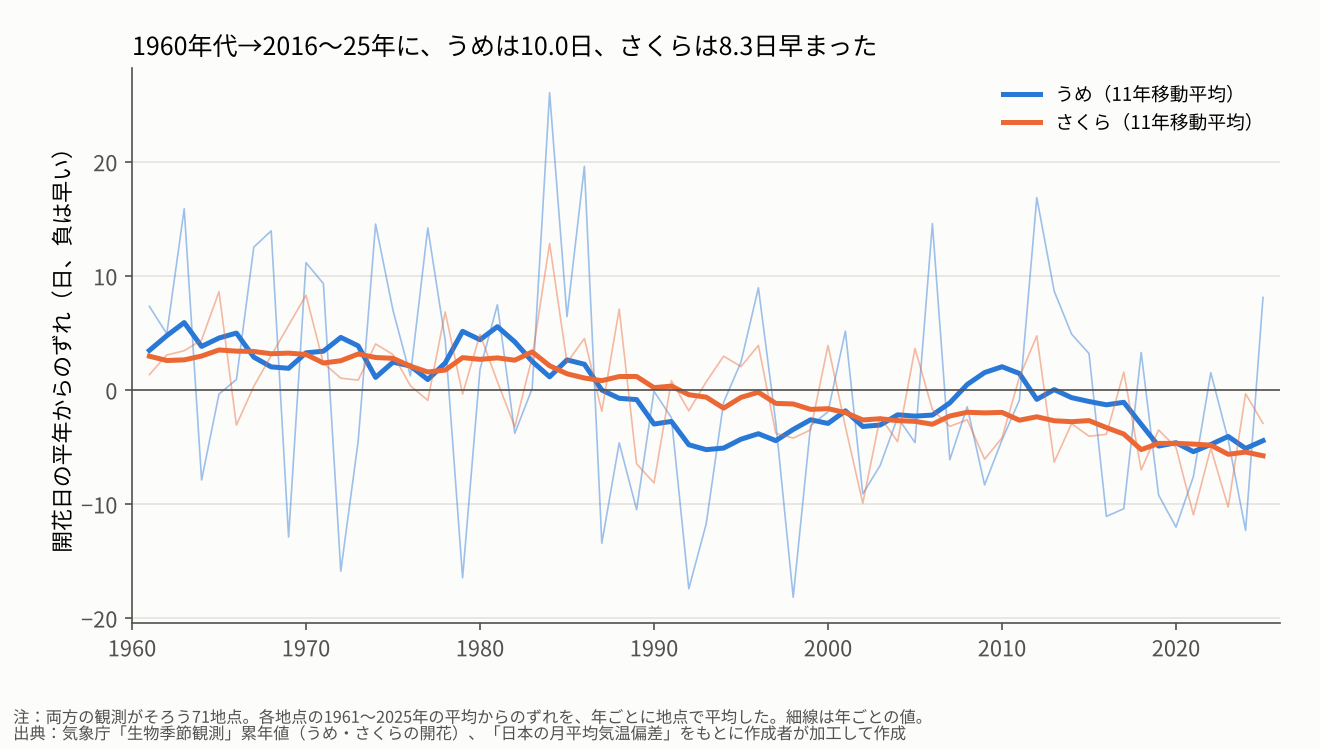 1960年代→2016〜25年に、うめは10.0日、さくらは8.3日早まった
うめ（11年移動平均）
さくら（11年移動平均）
開花日の平年からのずれ（日、負は早い）
20
10
0
−10
−20
1960
1970
1980
1990
2000
2010
2020
注：両方の観測がそろう71地点。各地点の1961〜2025年の平均からのずれを、年ごとに地点で平均した。細線は年ごとの値。
出典：気象庁「生物季節観測」累年値（うめ・さくらの開花）、「日本の月平均気温偏差」をもとに作成者が加工して作成